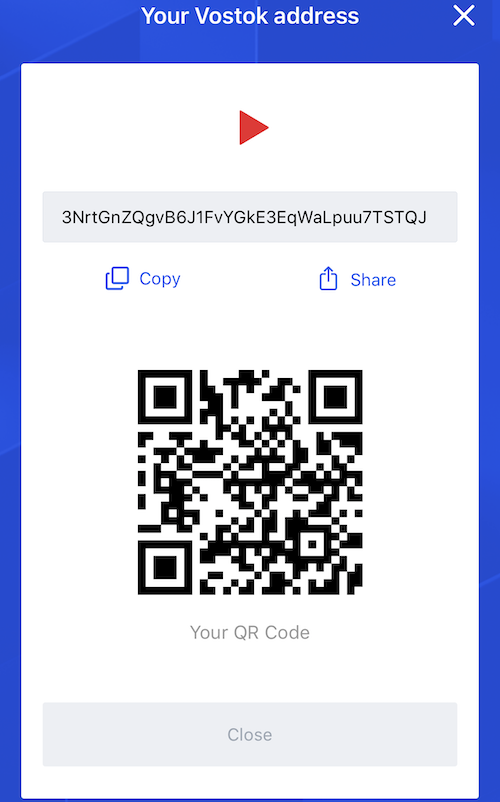 Your Vostok address
3NrtGnZQgvB6J1FvYGkE3EqWaLpuu7TSTQJ
Copy
Share
Your QR Code
Close